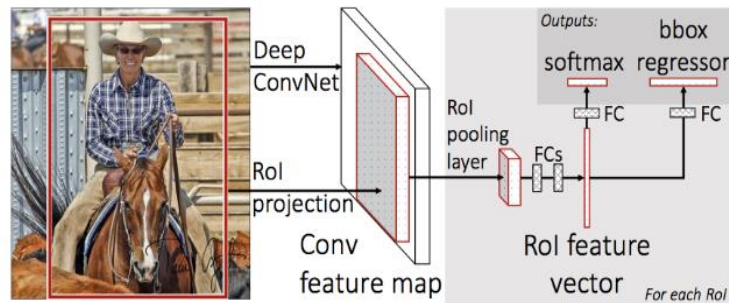 Deep
ConvNet
RoI
projection
Conv
feature map
RoI
pooling
layer
FCs
RoI feature
vector
For each RoI
Outputs:
softmax
bbox
regressor
FC
FC